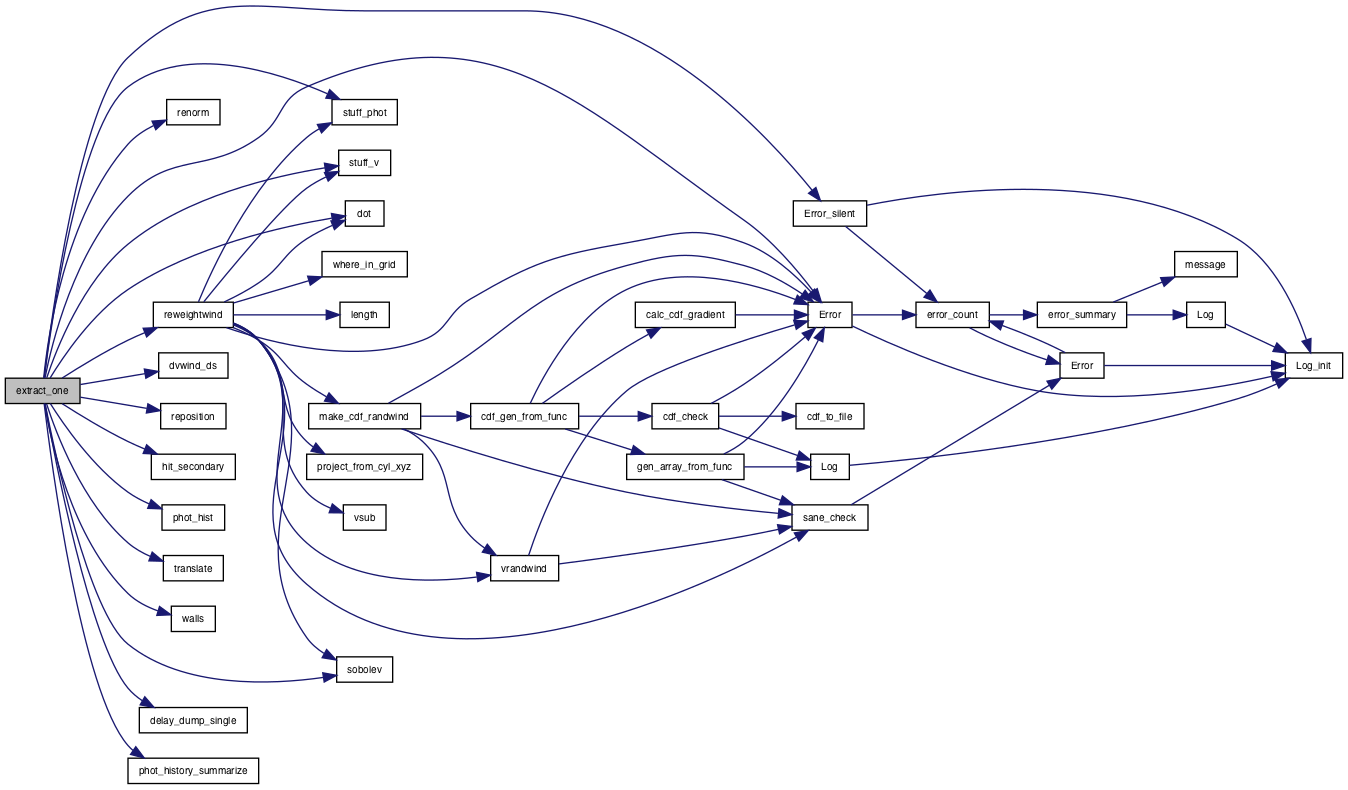 extract_one
renorm
reweightwind
dvwind_ds
reposition
hit_secondary
phot_hist
translate
walls
delay_dump_single
phot_history_summarize
stuff_phot
stuff_v
dot
where_in_grid
length
make_cdf_randwind
project_from_cyl_xyz
vsub
sobolev
cdf_gen_from_func
vrandwind
calc_cdf_gradient
cdf_check
gen_array_from_func
Error_silent
Error
cdf_to_file
Log
sane_check
error_count
error_summary
Error
message
Log
Log_init